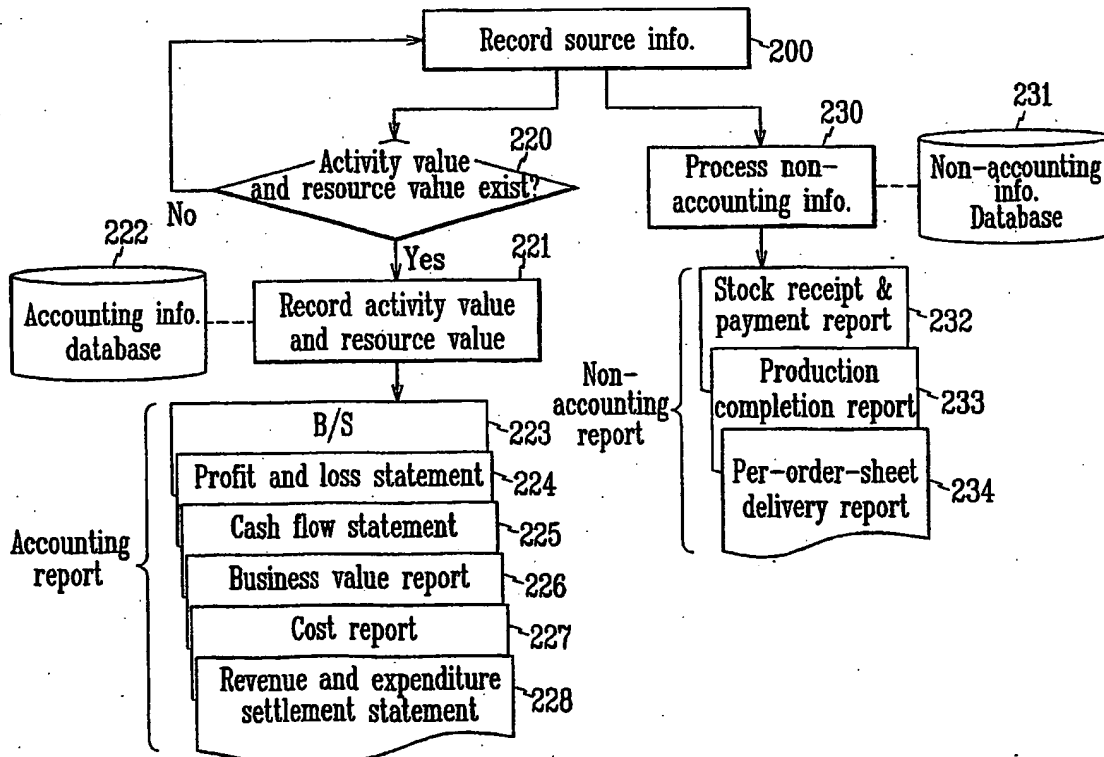 Record source info.
200
231
230
220
Activity value
and resource value exist?
Process non-
accounting info.
Non-accounting
info.
Database
No
222
Yes
221
Accounting info.
database
Record activity value
and resource value
Stock receipt &
payment report
232
Non-
accounting
report
Production
completion report
233
B/S
223
Per-order-sheet
delivery report
234
Profit and loss statement
224
Cash flow statement
225
Accounting
report
Business value report
226
Cost report
227
Revenue and expenditure
settlement statement
228